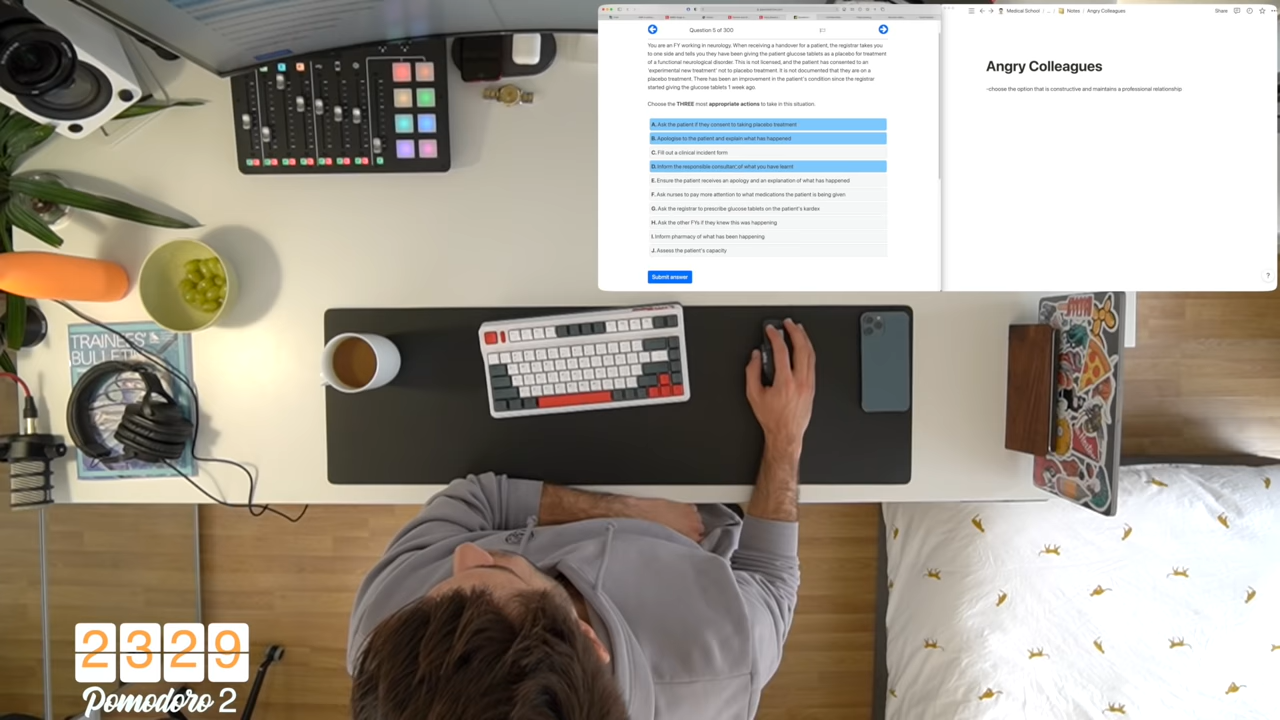 Question 5 of 300
You are an FY working in neurology. When receiving a handover for a patient, the registrar takes you
to one side and tells you they have been giving the patient glucose tablets as a placebo for treatment
of a functional neurological disorder. This is not licensed, and the patient has consented to an
'experimental new treatment' not to placebo treatment. It is not documented that they are on a
placebo treatment. There has been an improvement in the patient's condition since the registrar
started giving the glucose tablets 1 week ago.
Choose the THREE most appropriate actions to take in this situation.
A. Ask the patient if they consent to taking placebo treatment
B. Apologise to the patient and explain what has happened
C. Fill out a clinical incident form
D. Inform the responsible consultant of what you have learnt
E. Ensure the patient receives an apology and an explanation of what has happened
F. Ask nurses to pay more attention to what medications the patient is being given
G. Ask the registrar to prescribe glucose tablets on the patient's kardex
H. Ask the other FYs if they knew this was happening
I. Inform pharmacy of what has been happening
J. Assess the patient's capacity
Submit answer
Medical School / ... / Notes / Angry Colleagues
Share
Angry Colleagues
-choose the option that is constructive and maintains a professional relationship
?
TRAINEES'
BULLETIN
2329
Pomodoro 2